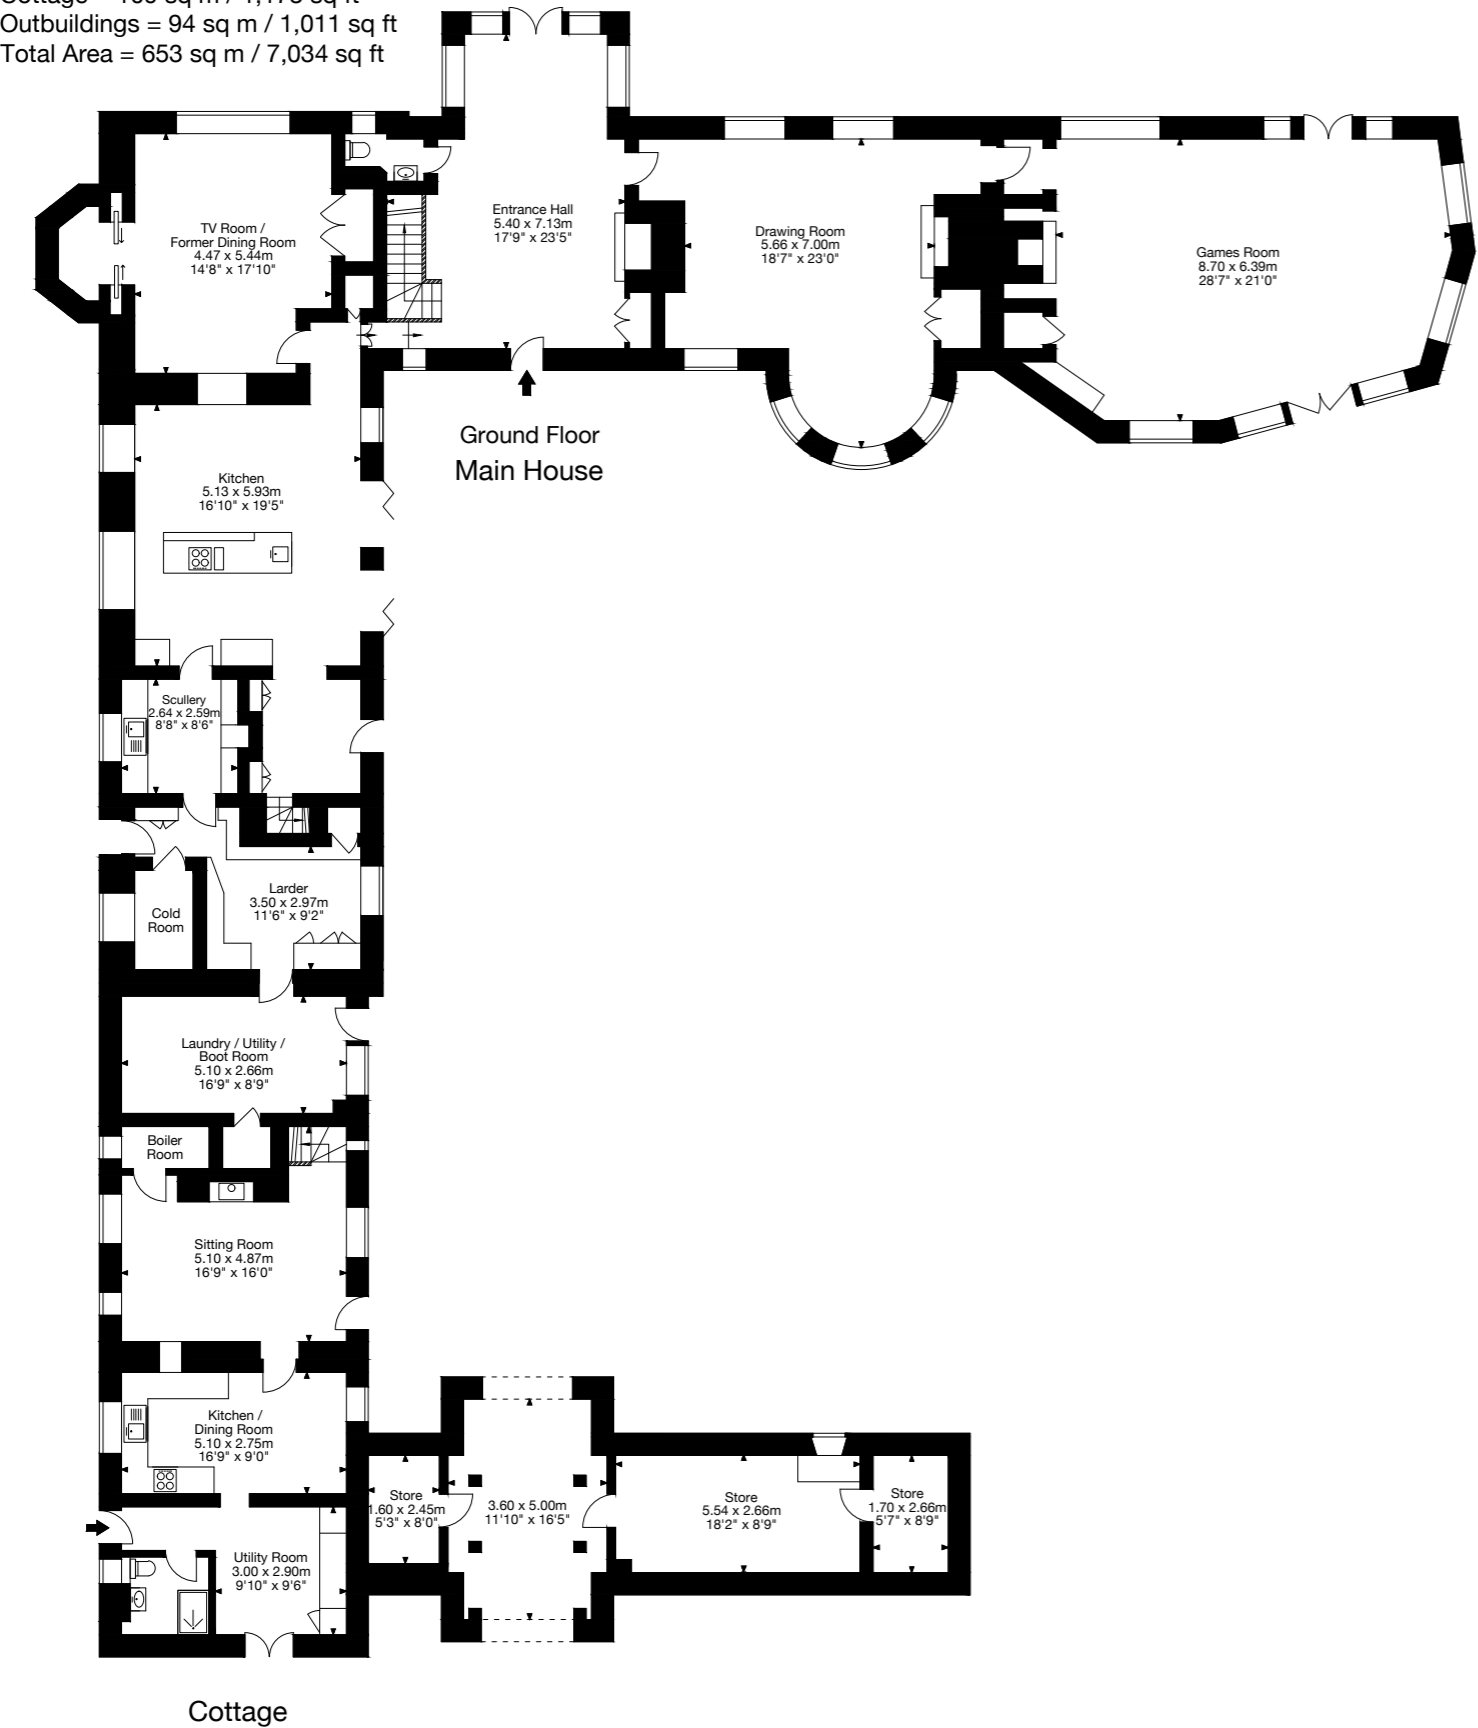 Outbuildings = 94 sq m / 1,011 sq ft
Total Area = 653 sq m / 7,034 sq ft
TV Room /
Former Dining Room
4.47 x 5.44m
14'8" x 17'10"
Entrance Hall
5.40 x 7.13m
17'9" x 23'5"
Drawing Room
5.66 x 7.00m
18'7" x 23'0"
Games Room
8.70 x 6.39m
28'7" x 21'0"
Ground Floor
Main House
Kitchen
5.13 x 5.93m
16'10" x 19'5"
Scullery
2.64 x 2.59m
8'8" x 8'6"
Larder
3.50 x 2.97m
11'6" x 9'2"
Cold
Room
Laundry / Utility /
Boot Room
5.10 x 2.66m
16'9" x 8'9"
Boiler
Room
Sitting Room
5.10 x 4.87m
16'9" x 16'0"
Kitchen /
Dining Room
5.10 x 2.75m
16'9" x 9'0"
Store
1.60 x 2.45m
5'3" x 8'0"
3.60 x 5.00m
11'10" x 16'5"
Store
5.54 x 2.66m
18'2" x 8'9"
Store
1.70 x 2.66m
5'7" x 8'9"
Utility Room
3.00 x 2.90m
9'10" x 9'6"
Cottage